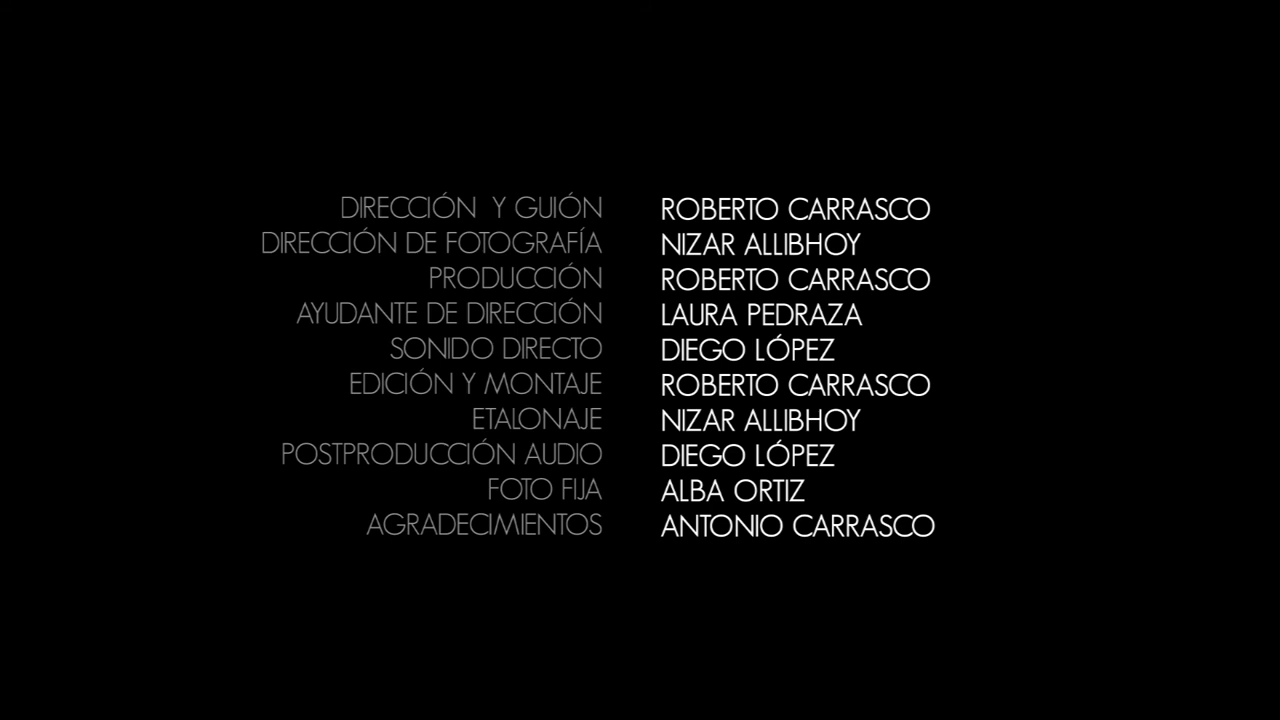 DIRECCIÓN Y GUIÓN ROBERTO CARRASCO
DIRECCIÓN DE FOTOGRAFÍA NIZAR ALLIBHOY
PRODUCCIÓN ROBERTO CARRASCO
AYUDANTE DE DIRECCIÓN LAURA PEDRAZA
SONIDO DIRECTO DIEGO LÓPEZ
EDICIÓN Y MONTAJE ROBERTO CARRASCO
ETALONAJE NIZAR ALLIBHOY
POSTPRODUCCIÓN AUDIO DIEGO LÓPEZ
FOTO FIJA ALBA ORTIZ
AGRADECIMIENTOS ANTONIO CARRASCO